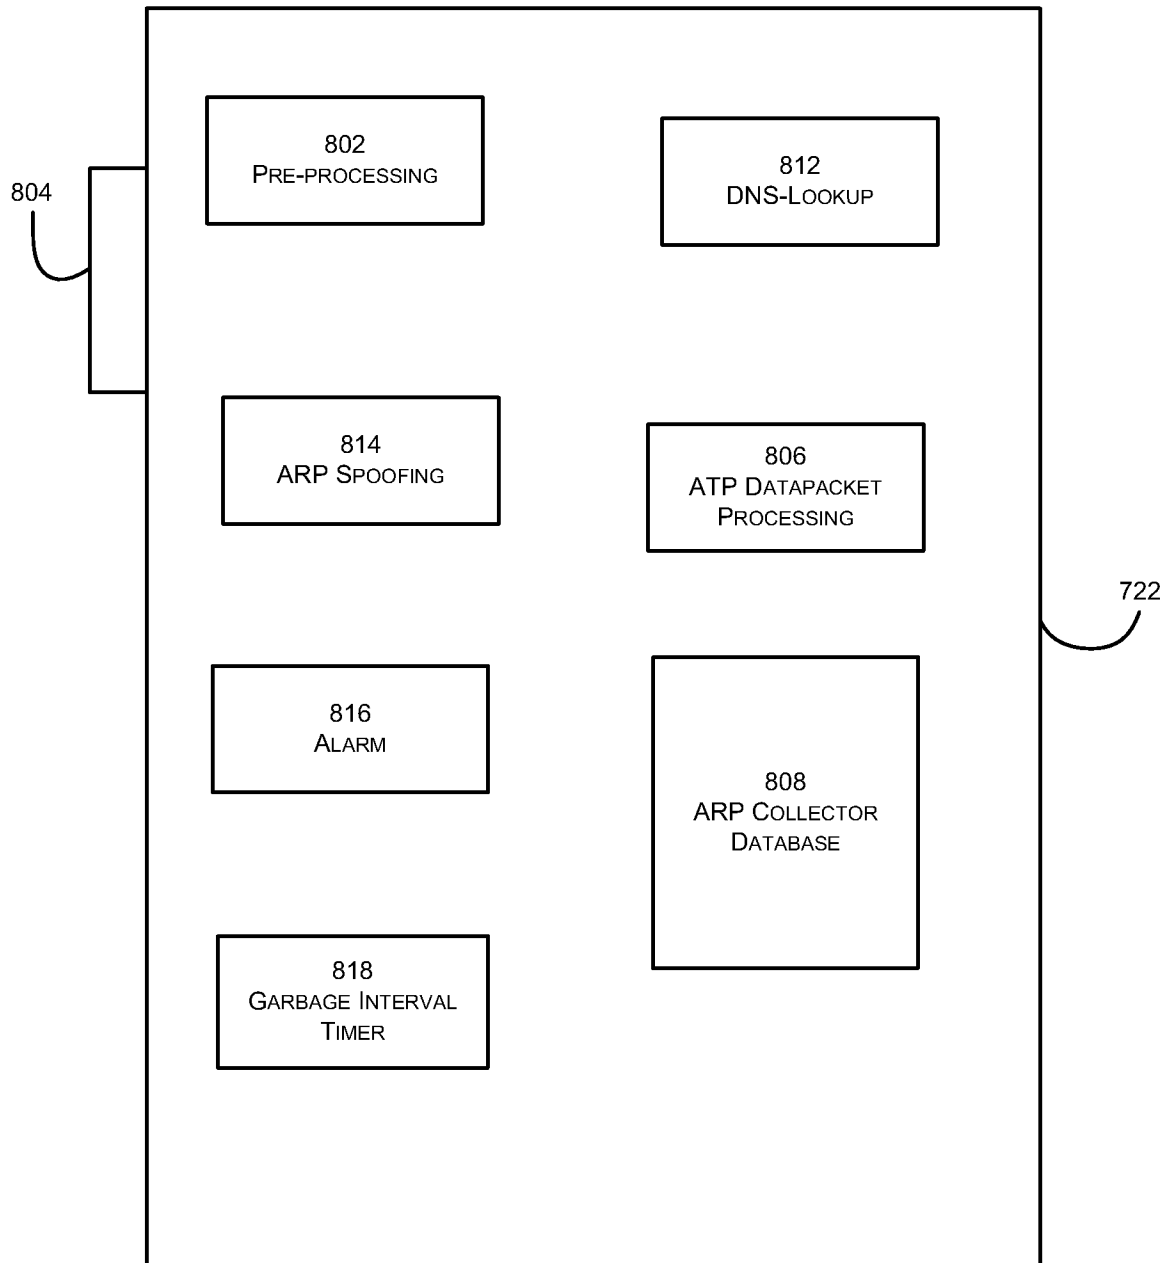 802
PRE-PROCESSING
812
DNS-LOOKUP
804
814
ARP SPOOFING
806
ATP DATAPACKET
PROCESSING
722
816
ALARM
808
ARP COLLECTOR
DATABASE
818
GARBAGE INTERVAL
TIMER